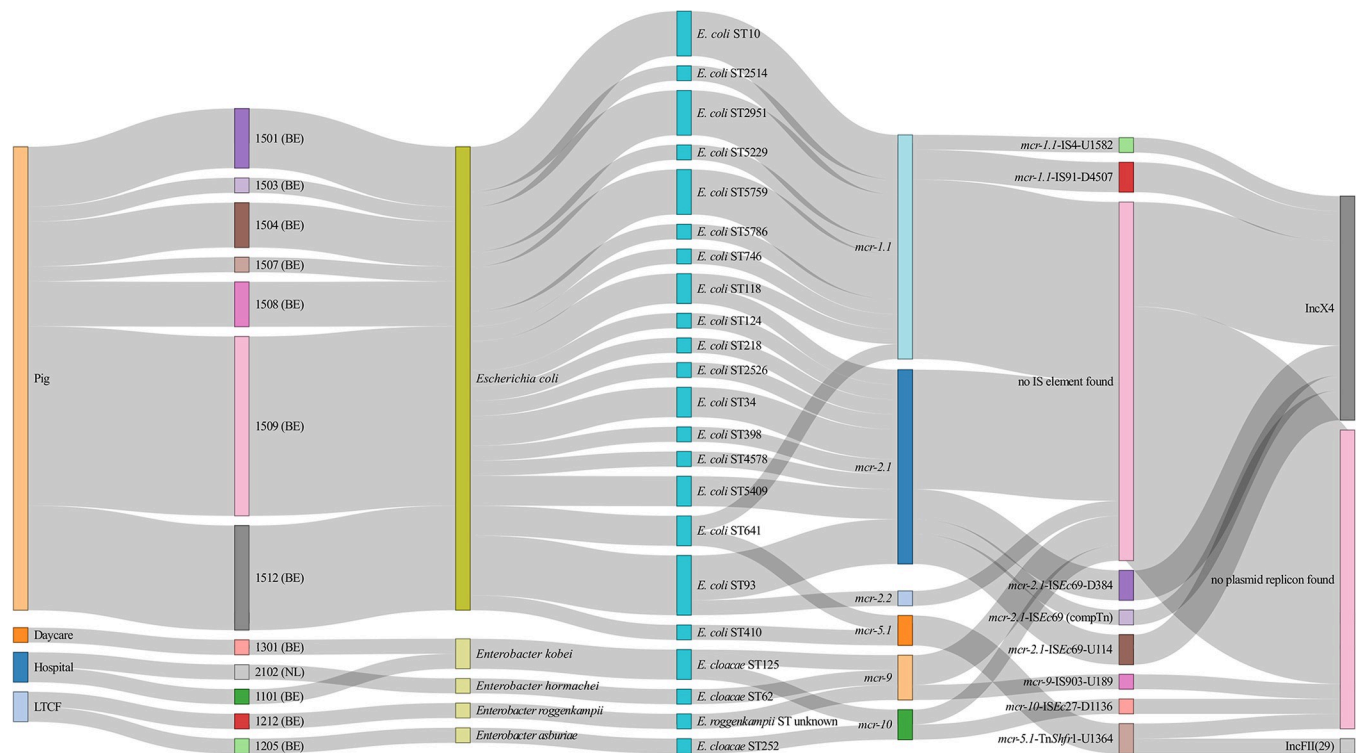 Pig
Daycare
Hospital
LTCF
1501 (BE)
1503 (BE)
1504 (BE)
1507 (BE)
1508 (BE)
1509 (BE)
1512 (BE)
1301 (BE)
2102 (NL)
1101 (BE)
1212 (BE)
1205 (BE)
Escherichia coli
Enterobacter kobei
Enterobacter hormachei
Enterobacter roggenkampii
Enterobacter asburiae
E. coli ST10
E. coli ST2514
E. coli ST2951
E. coli ST5229
E. coli ST5759
E. coli ST5786
E. coli ST746
E. coli ST118
E. coli ST124
E. coli ST218
E. coli ST2526
E. coli ST34
E. coli ST398
E. coli ST4578
E. coli ST5409
E. coli ST641
E. coli ST93
E. coli ST410
E. cloacae ST125
E. cloacae ST62
E. roggenkampii ST unknown
E. cloacae ST252
mcr-1.1
mcr-2.1
mcr-2.2
mcr-5.1
mcr-9
mcr-10
mcr-1.1-IS4-U1582
mcr-1.1-IS91-D4507
no IS element found
mcr-2.1-ISEc69-D384
mcr-2.1-ISEc69 (compTn)
mcr-2.1-ISEc69-U114
mcr-9-IS903-U189
mcr-10-ISEc27-D1136
mcr-5.1-TnShfr1-U1364
IncX4
no plasmid replicon found
IncFII(29)